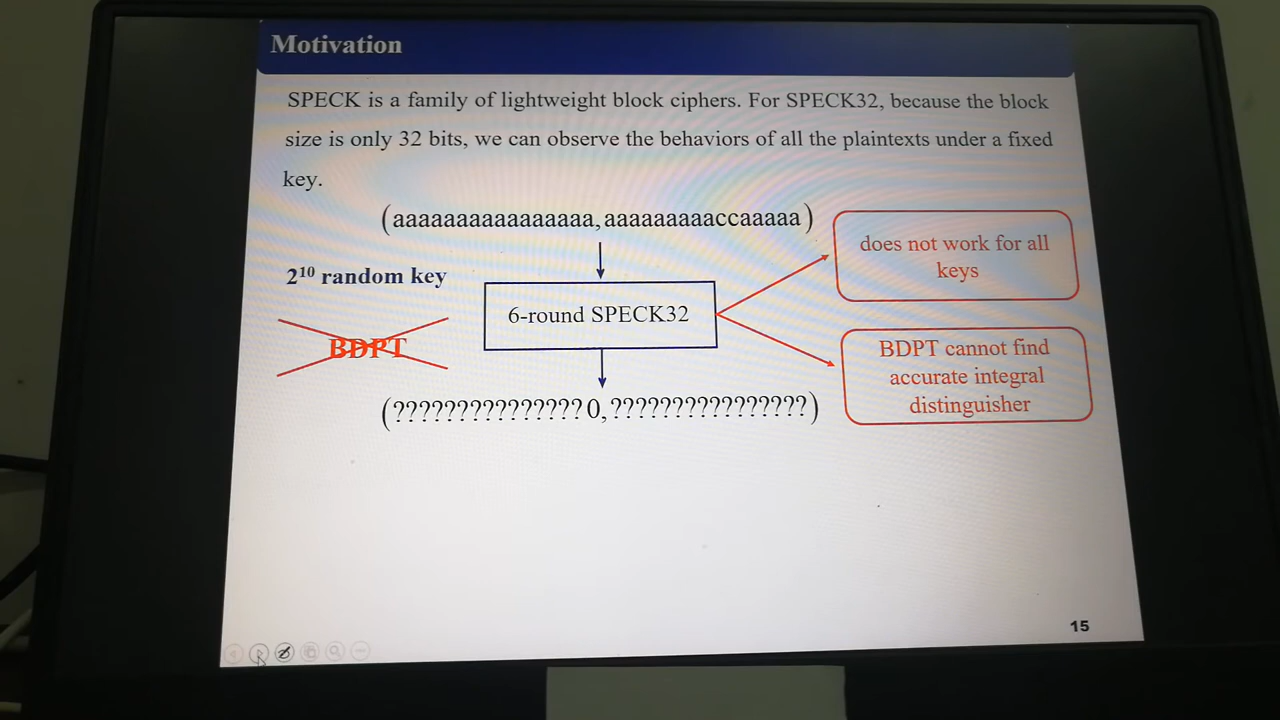 Motivation
SPECK is a family of lightweight block ciphers. For SPECK32, because the block
size is only 32 bits, we can observe the behaviors of all the plaintexts under a fixed
key.
(aaaaaaaaaaaaaaaa, aaaaaaaaaccaaaaa)
does not work for all
keys
2¹⁰ random key
6-round SPECK32
BDPT
BDPT cannot find
accurate integral
distinguisher
(???????????????0, ????????????????)
15